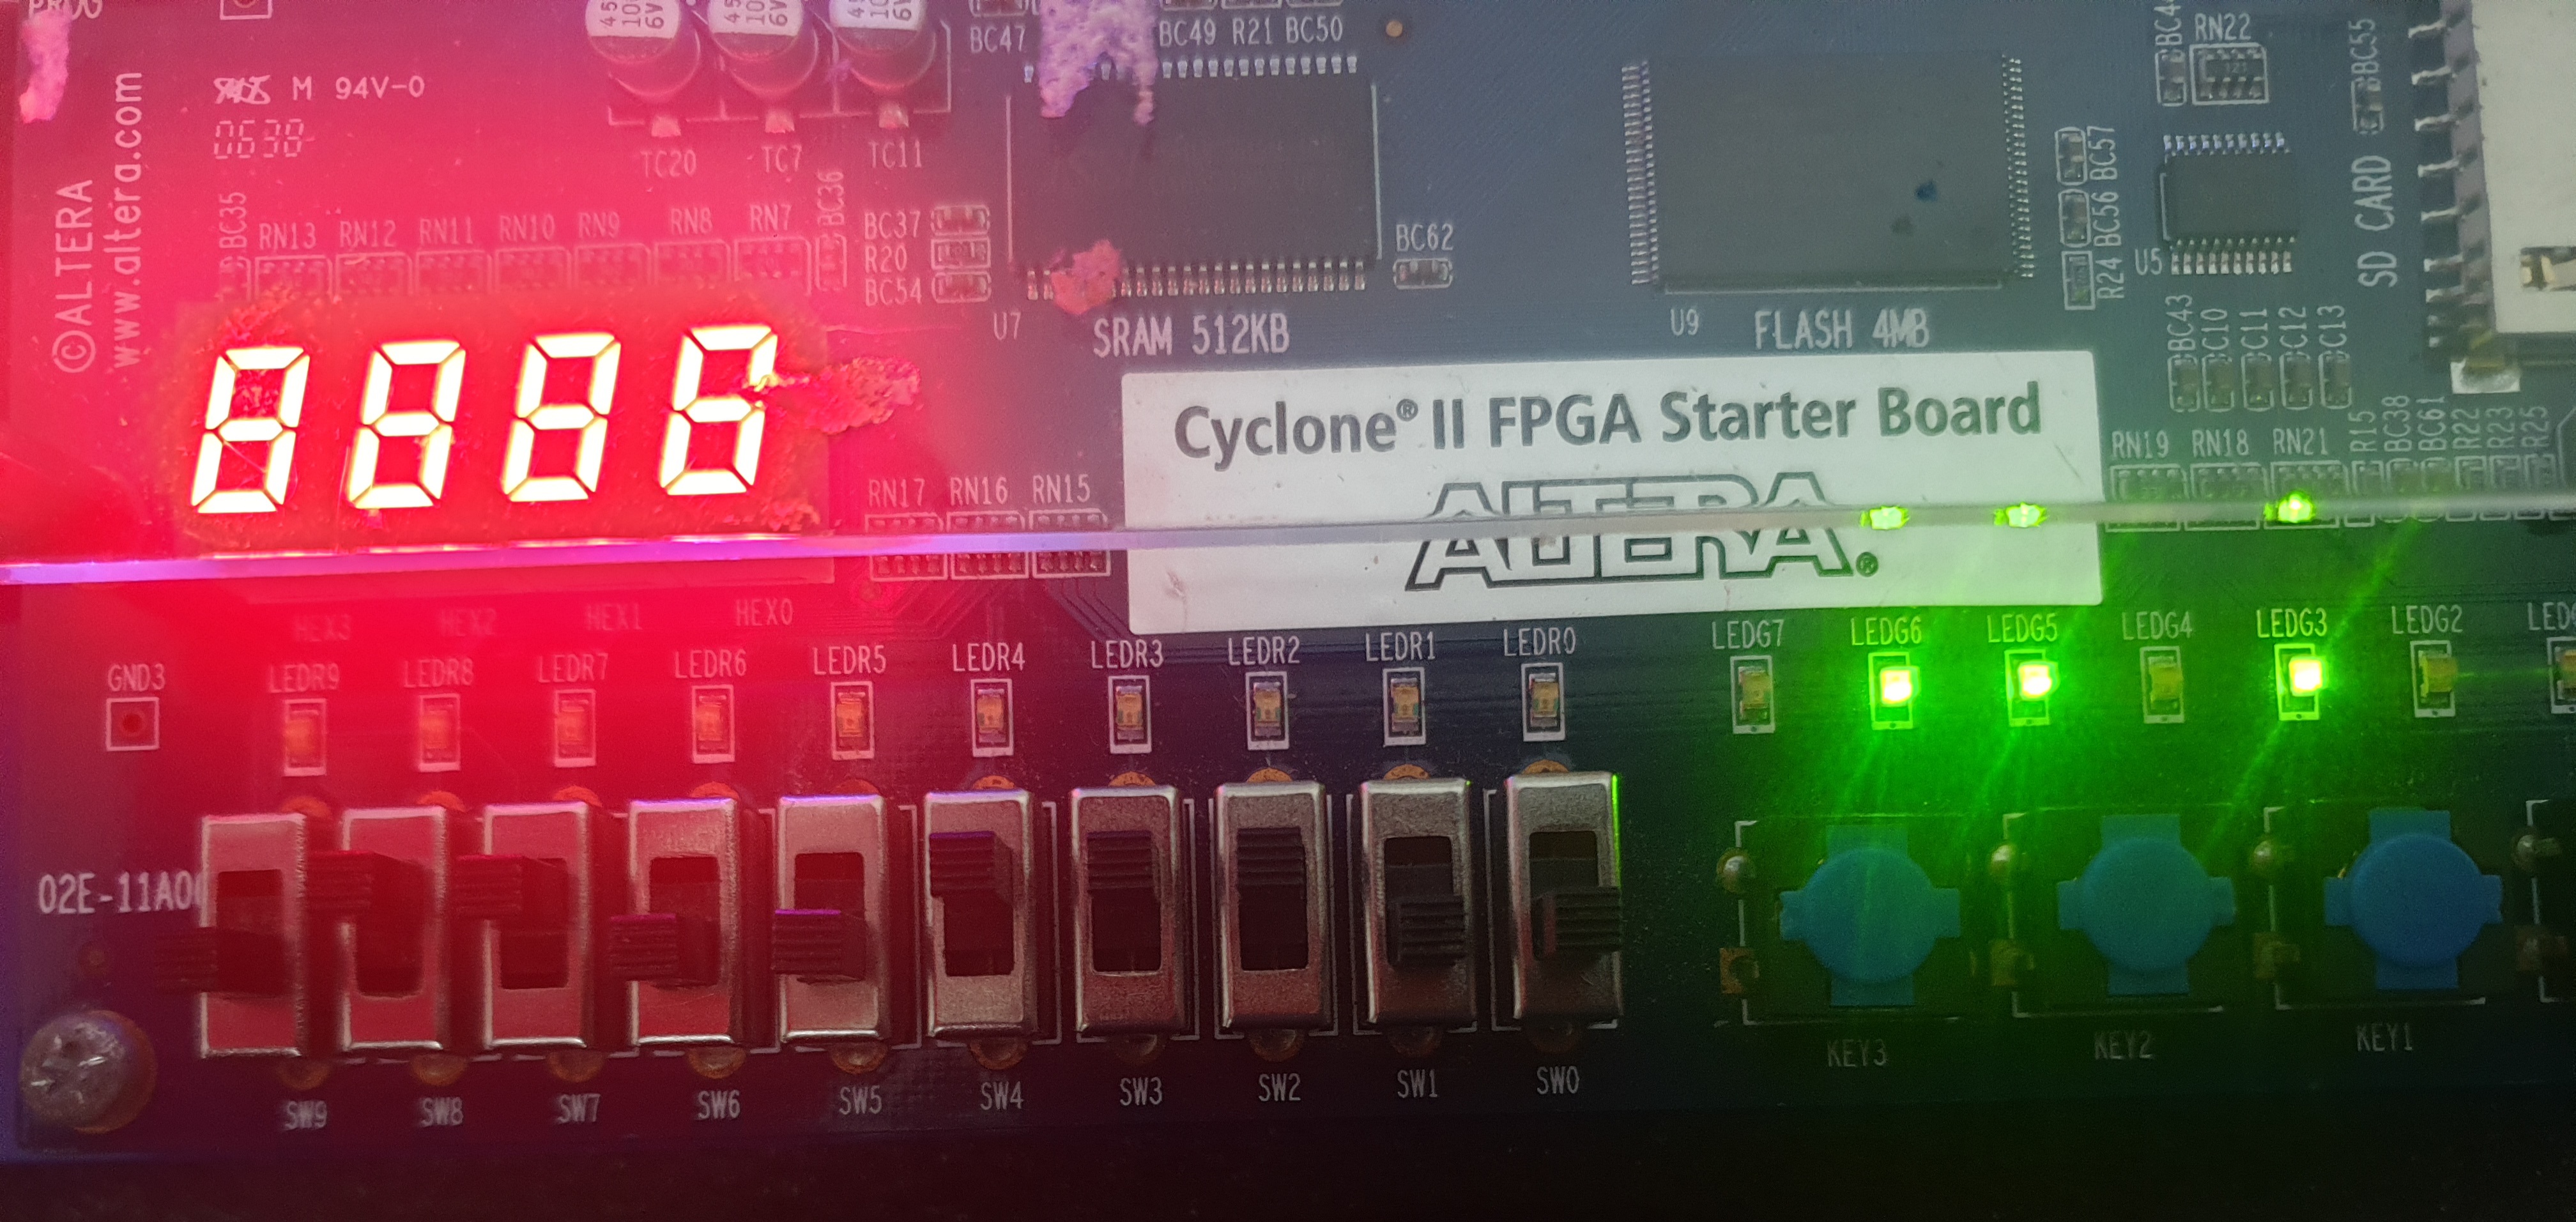 PROG
M 94V-0
0638
©ALTERA
www.altera.com
TC20
TC7
TC11
BC47
BC49 R21 BC50
RN22
BC55
BC35
RN13
RN12
RN11
RN10
RN9
RN8
RN7
BC36
BC37
R20
BC54
BC62
U7
SRAM 512KB
U9
FLASH 4MB
R24 BC56 BC57
U5
SD CARD
BC43
C10
C11
C12
C13
Cyclone® II FPGA Starter Board
ALTERA®
RN17
RN16
RN15
RN19
RN18
RN21
R15
BC38
BC61
R22
R23
R25
HEX3
HEX2
HEX1
HEX0
GND3
LEDR9
LEDR8
LEDR7
LEDR6
LEDR5
LEDR4
LEDR3
LEDR2
LEDR1
LEDR0
LEDG7
LEDG6
LEDG5
LEDG4
LEDG3
LEDG2
SW9
SW8
SW7
SW6
SW5
SW4
SW3
SW2
SW1
SW0
KEY3
KEY2
KEY1